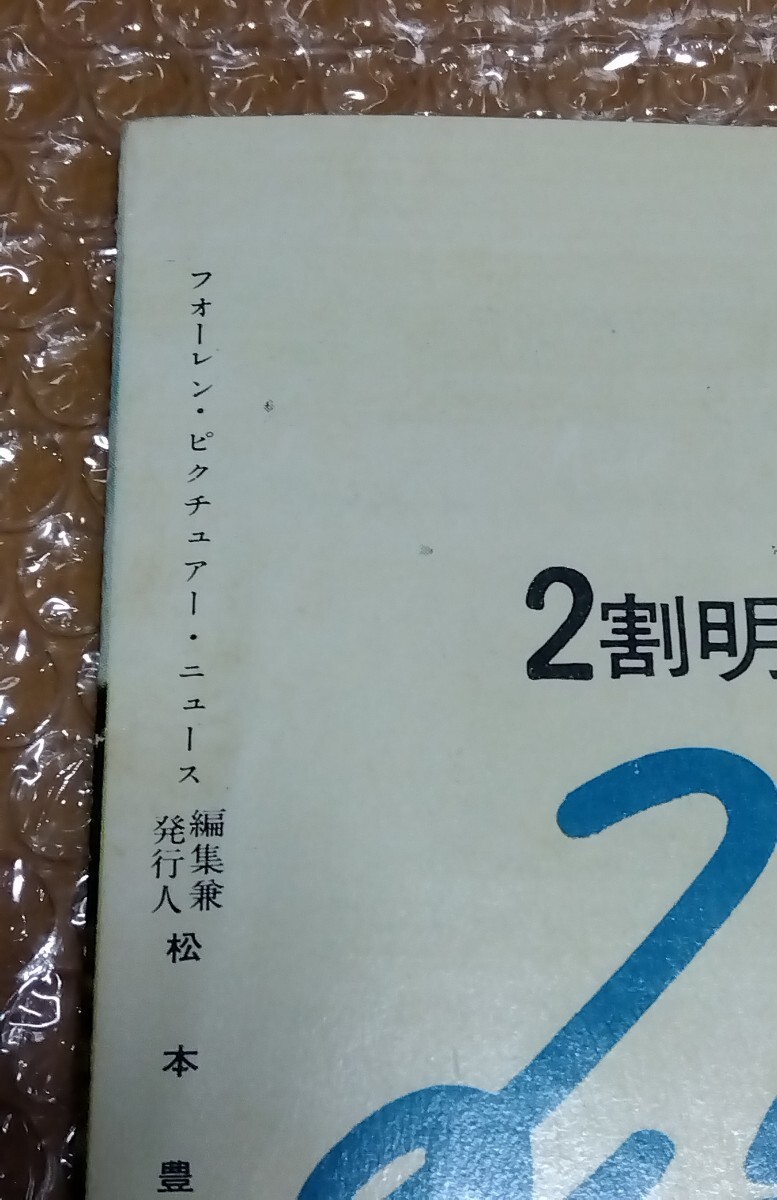 フォーレン・ピクチュアー・ニュース
編集兼
発行人
松本豊
2割明